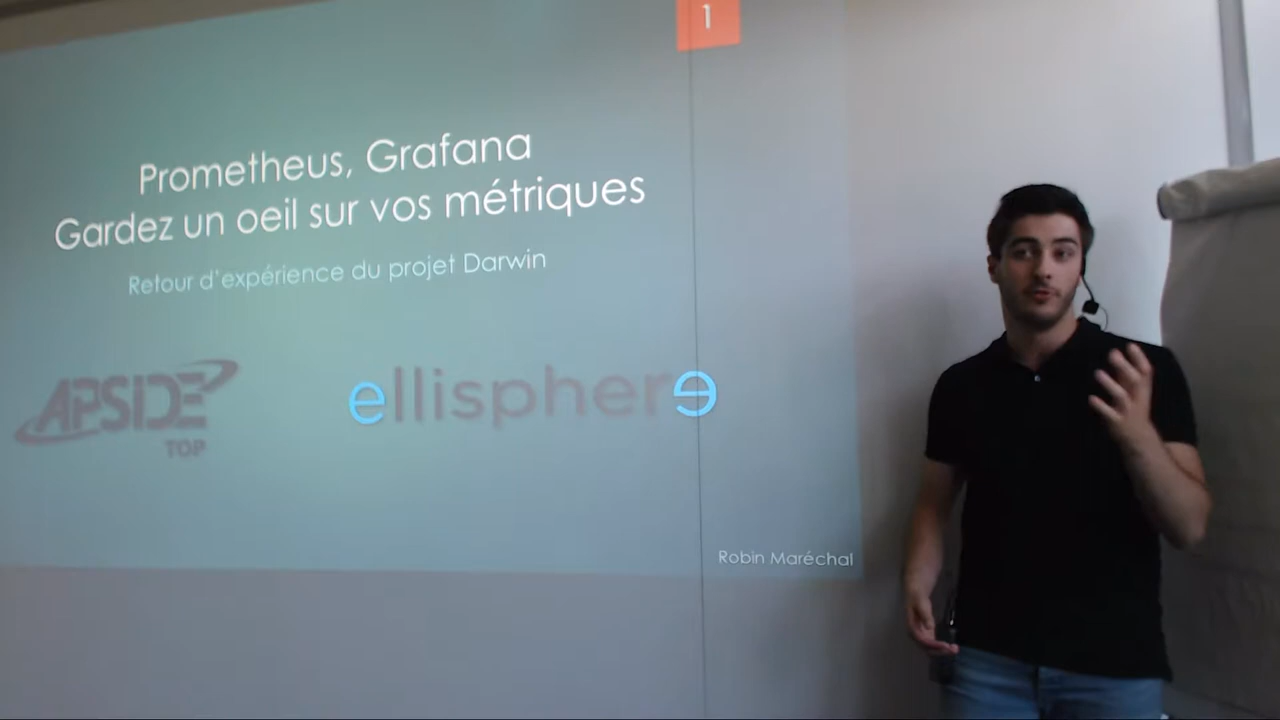 1
Prometheus, Grafana
Gardez un oeil sur vos métriques
Retour d'expérience du projet Darwin
APSIDE
TOP
ellisphere
Robin Maréchal